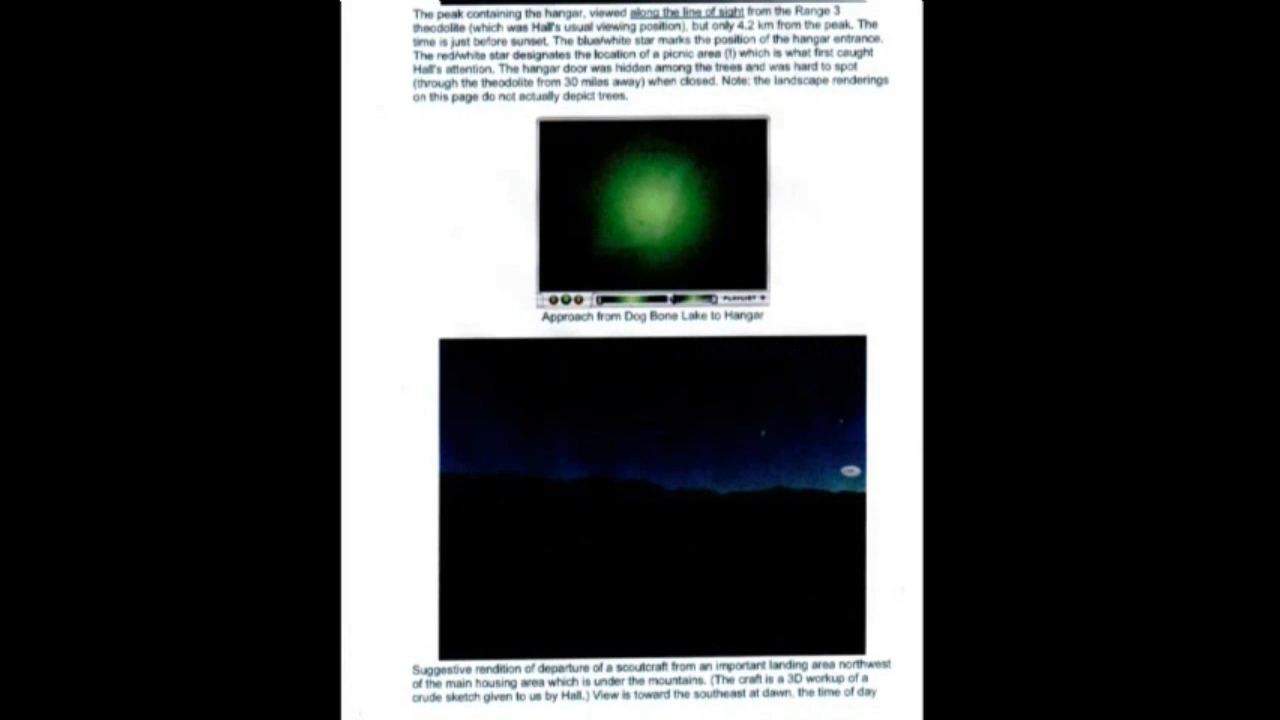 The peak containing the hangar, viewed along the line of sight from the Range 3
theodolite (which was Hall's usual viewing position), but only 4.2 km from the peak. The
time is just before sunset. The blue/white star marks the position of the hangar entrance.
The red/white star designates the location of a picnic area (!) which is what first caught
Hall's attention. The hangar door was hidden among the trees and was hard to spot
(through the theodolite from 30 miles away) when closed. Note: the landscape renderings
on this page do not actually depict trees.
PLAYLIST
Approach from Dog Bone Lake to Hangar
Suggestive rendition of departure of a scoutcraft from an important landing area northwest
of the main housing area which is under the mountains. (The craft is a 3D workup of a
crude sketch given to us by Hall.) View is toward the southeast at dawn, the time of day